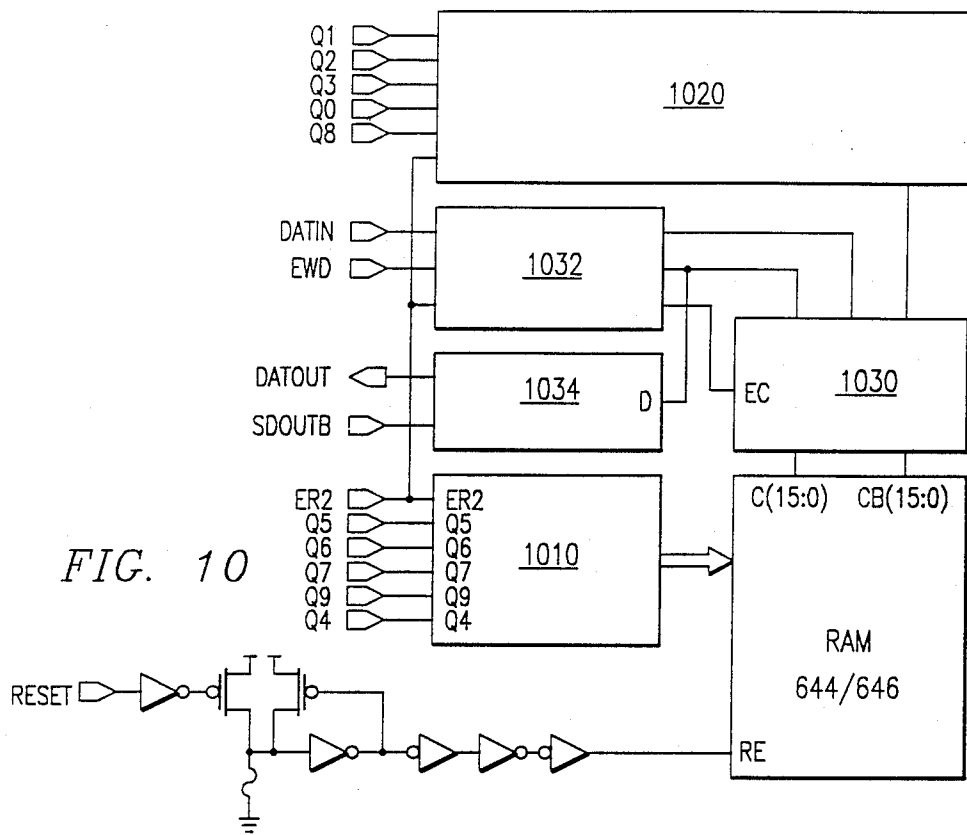 Q1
Q2
Q3
Q0
Q8
1020
DATIN
EWD
1032
DATOUT
SDOUTB
1034
D
EC
1030
ER2
Q5
Q6
Q7
Q9
Q4
ER2
Q5
Q6
Q7
Q9
Q4
1010
C(15:0) CB(15:0)
RAM
644/646
RE
FIG. 10
RESET